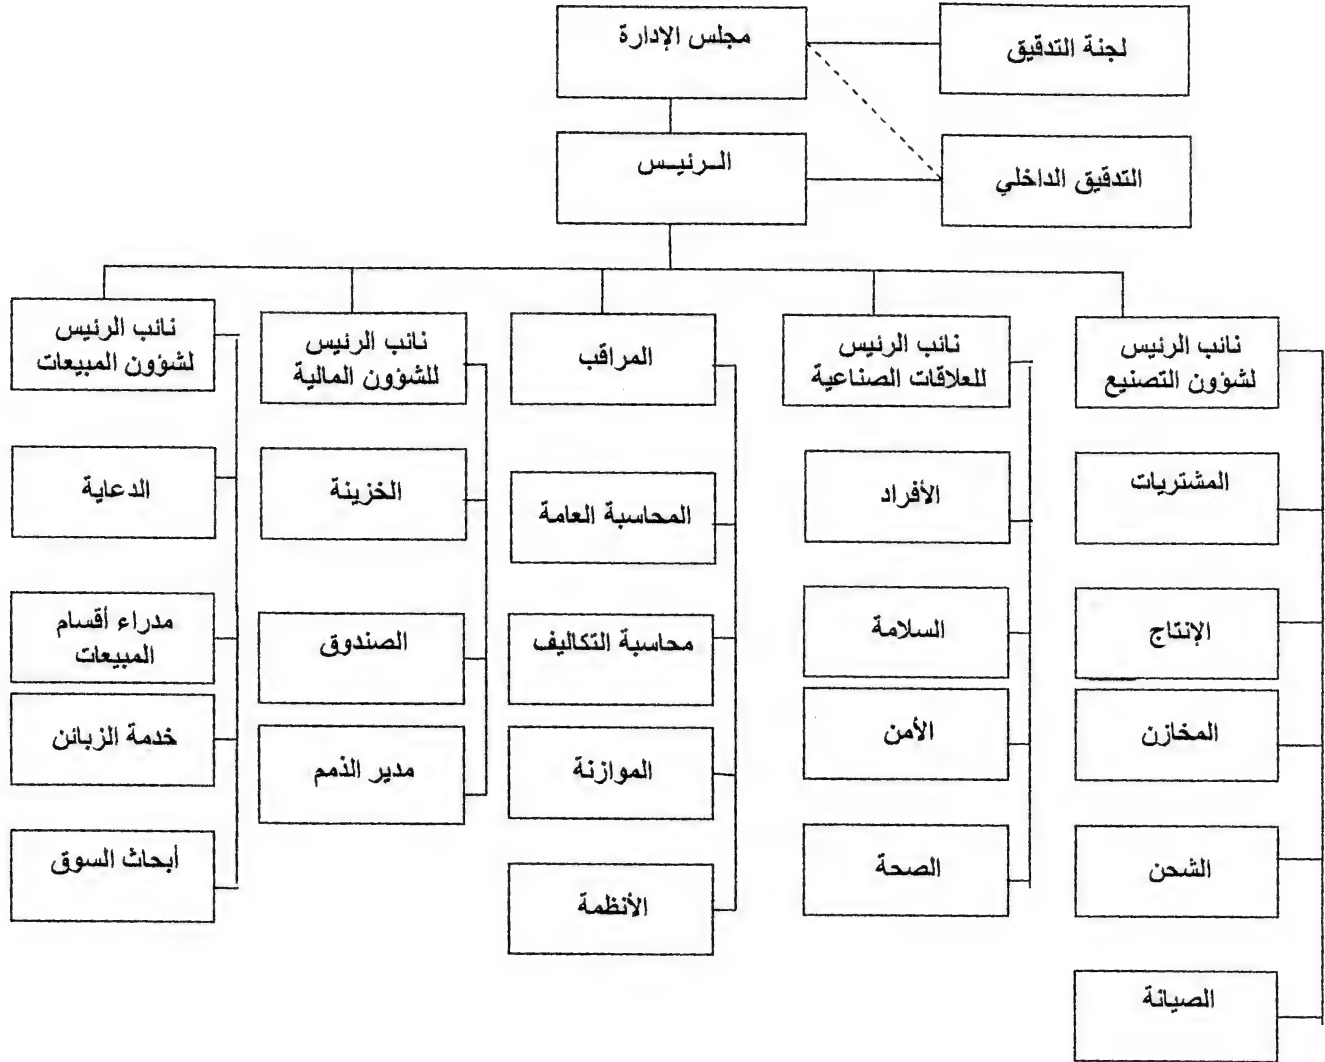 مجلس الإدارة
لجنة التدقيق
الـرئيـس
التدقيق الداخلي
نائب الرئيس
لشؤون التصنيع
المشتريات
الإنتاج
المخازن
الشحن
الصيانة
نائب الرئيس
للعلاقات الصناعية
الأفراد
السلامة
الأمن
الصحة
المراقب
المحاسبة العامة
محاسبة التكاليف
الموازنة
الأنظمة
نائب الرئيس
للشؤون المالية
الخزينة
الصندوق
مدير الذمم
نائب الرئيس
لشؤون المبيعات
الدعاية
مدراء أقسام
المبيعات
خدمة الزبائن
أبحاث السوق